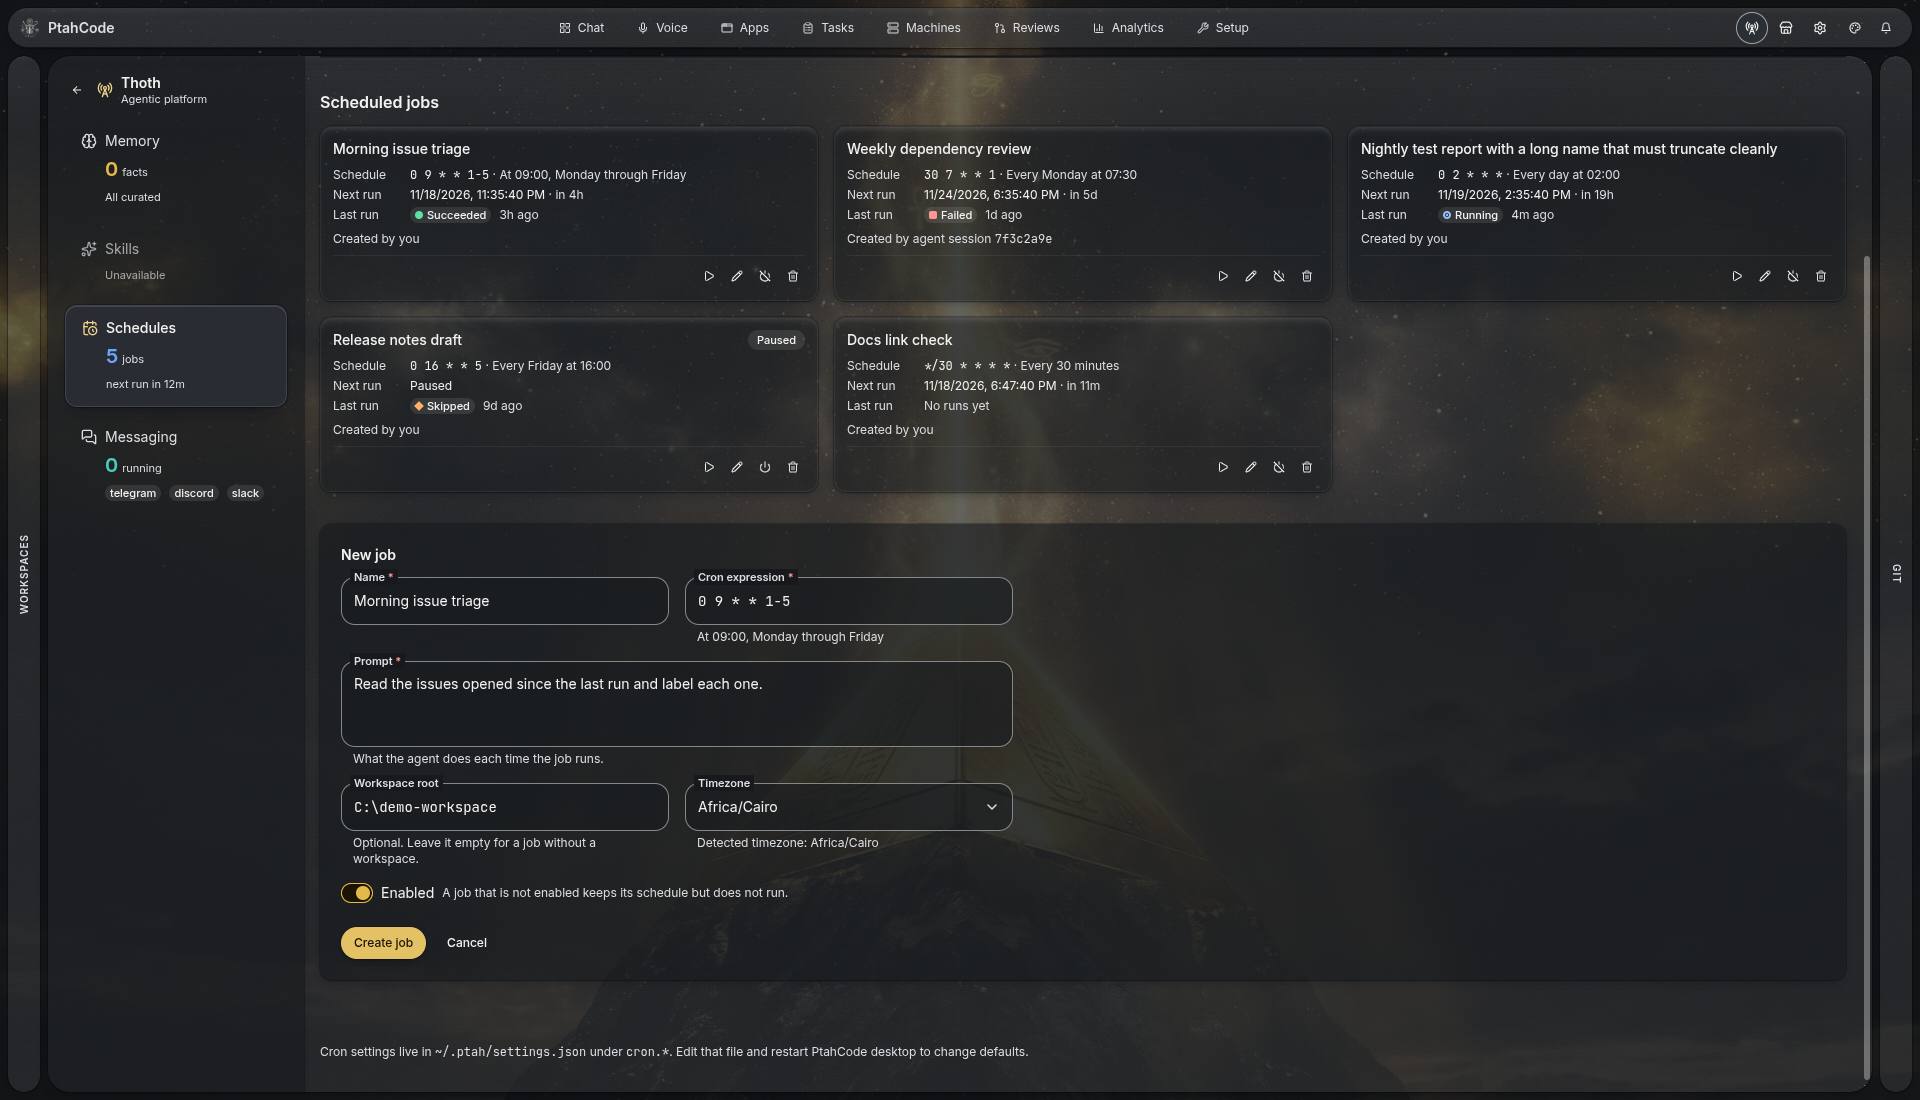 PtahCode
Chat
Voice
Apps
Tasks
Machines
Reviews
Analytics
Setup
WORKSPACES
Thoth
Agentic platform
Memory
0 facts
All curated
Skills
Unavailable
Schedules
5 jobs
next run in 12m
Messaging
0 running
telegram discord slack
Scheduled jobs
Morning issue triage
Schedule 0 9 * * 1-5 · At 09:00, Monday through Friday
Next run 11/18/2026, 11:35:40 PM · in 4h
Last run Succeeded 3h ago
Created by you
Weekly dependency review
Schedule 30 7 * * 1 · Every Monday at 07:30
Next run 11/24/2026, 6:35:40 PM · in 5d
Last run Failed 1d ago
Created by agent session 7f3c2a9e
Nightly test report with a long name that must truncate cleanly
Schedule 0 2 * * * · Every day at 02:00
Next run 11/19/2026, 2:35:40 PM · in 19h
Last run Running 4m ago
Created by you
Release notes draft Paused
Schedule 0 16 * * 5 · Every Friday at 16:00
Next run Paused
Last run Skipped 9d ago
Created by you
Docs link check
Schedule */30 * * * * · Every 30 minutes
Next run 11/18/2026, 6:47:40 PM · in 11m
Last run No runs yet
Created by you
New job
Name *
Morning issue triage
Cron expression *
0 9 * * 1-5
At 09:00, Monday through Friday
Prompt *
Read the issues opened since the last run and label each one.
What the agent does each time the job runs.
Workspace root
C:\demo-workspace
Optional. Leave it empty for a job without a
workspace.
Timezone
Africa/Cairo
Detected timezone: Africa/Cairo
Enabled A job that is not enabled keeps its schedule but does not run.
Create job Cancel
Cron settings live in ~/.ptah/settings.json under cron.*. Edit that file and restart PtahCode desktop to change defaults.
GIT